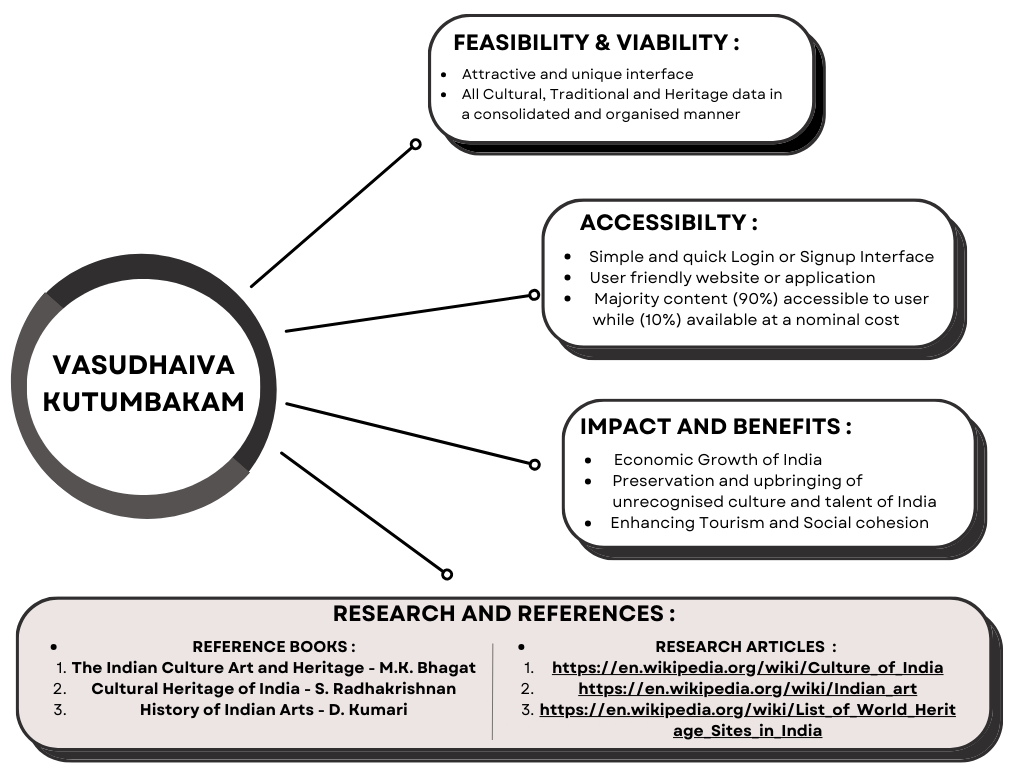 FEASIBILITY & VIABILITY :
• Attractive and unique interface
• All Cultural, Traditional and Heritage data in
a consolidated and organised manner
ACCESSIBILTY :
• Simple and quick Login or Signup Interface
• User friendly website or application
• Majority content (90%) accessible to user
while (10%) available at a nominal cost
VASUDHAIVA
KUTUMBAKAM
IMPACT AND BENEFITS :
• Economic Growth of India
• Preservation and upbringing of
unrecognised culture and talent of India
• Enhancing Tourism and Social cohesion
RESEARCH AND REFERENCES :
• REFERENCE BOOKS :
1. The Indian Culture Art and Heritage - M.K. Bhagat
2. Cultural Heritage of India - S. Radhakrishnan
3. History of Indian Arts - D. Kumari
• RESEARCH ARTICLES :
1. https://en.wikipedia.org/wiki/Culture_of_India
2. https://en.wikipedia.org/wiki/Indian_art
3. https://en.wikipedia.org/wiki/List_of_World_Herit
age_Sites_in_India